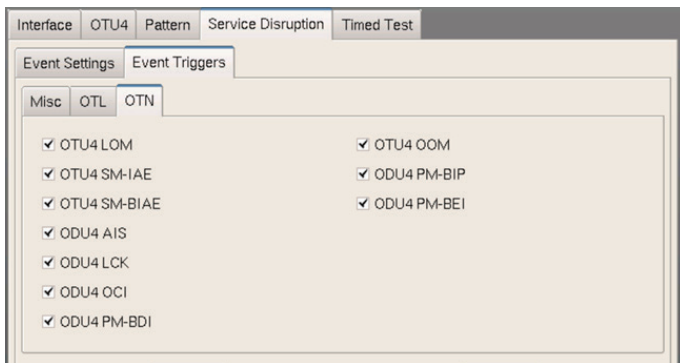 Interface OTU4 Pattern Service Disruption Timed Test
Event Settings Event Triggers
Misc OTL OTN
OTU4 LOM OTU4 OOM
OTU4 SM-IAE ODU4 PM-BIP
OTU4 SM-BIAE ODU4 PM-BEI
ODU4 AIS
ODU4 LCK
ODU4 OCI
ODU4 PM-BDI